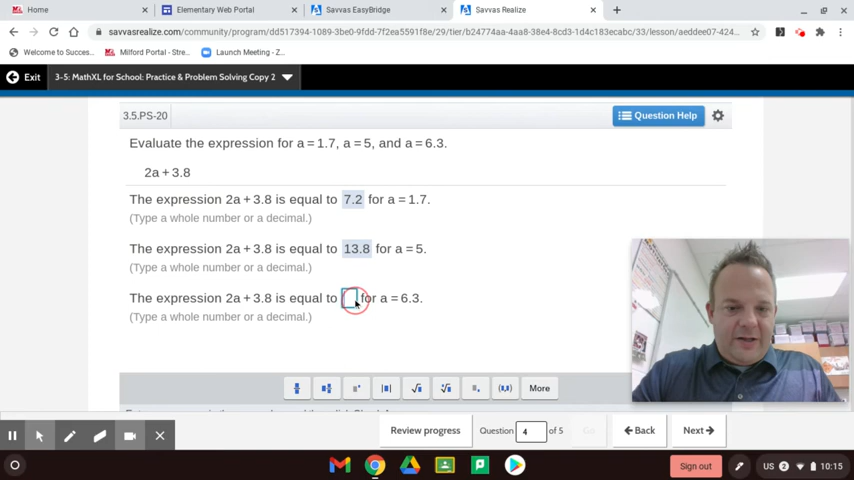 Home
Elementary Web Portal
Savvas EasyBridge
Savvas Realize
savvasrealize.com/community/program/dd517394-1089-3be0-9fdd-7f2ea5591f8e/29/tier/b24774aa-4aa8-38e4-8cd3-1d4c183ecabc/33/lesson/aeddee07-424...
Welcome to Succes...
Milford Portal - Stre...
Launch Meeting - Z...
Exit
3-5: MathXL for School: Practice & Problem Solving Copy 2
3.5.PS-20
Question Help
Evaluate the expression for a = 1.7, a = 5, and a = 6.3.
2a + 3.8
The expression 2a + 3.8 is equal to 7.2 for a = 1.7.
(Type a whole number or a decimal.)
The expression 2a + 3.8 is equal to 13.8 for a = 5.
(Type a whole number or a decimal.)
The expression 2a + 3.8 is equal to for a = 6.3.
(Type a whole number or a decimal.)
More
Review progress
Question 4 of 5
Go
Back
Next
Sign out
US 2 10:15